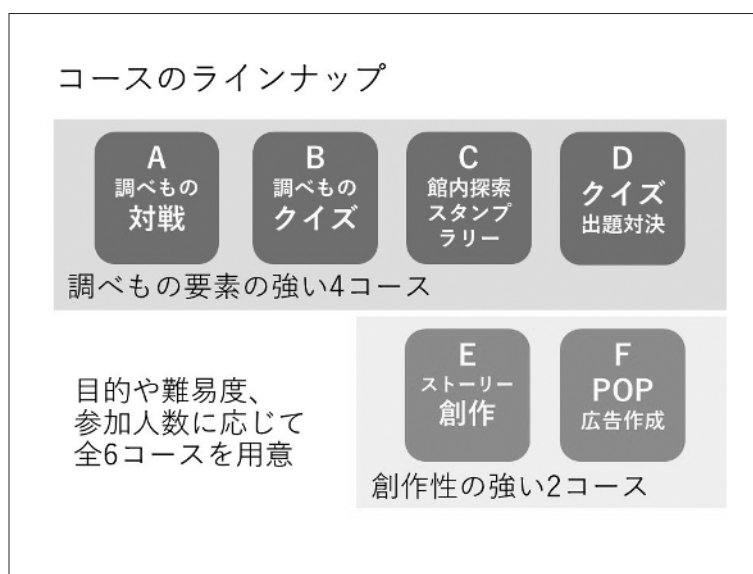 コースのラインナップ
A
調べもの
対戦
B
調べもの
クイズ
C
館内探索
スタンプ
ラリー
D
クイズ
出題対決
調べもの要素の強い4コース
E
ストーリー
創作
F
POP
広告作成
創作性の強い2コース
目的や難易度、
参加人数に応じて
全6コースを用意